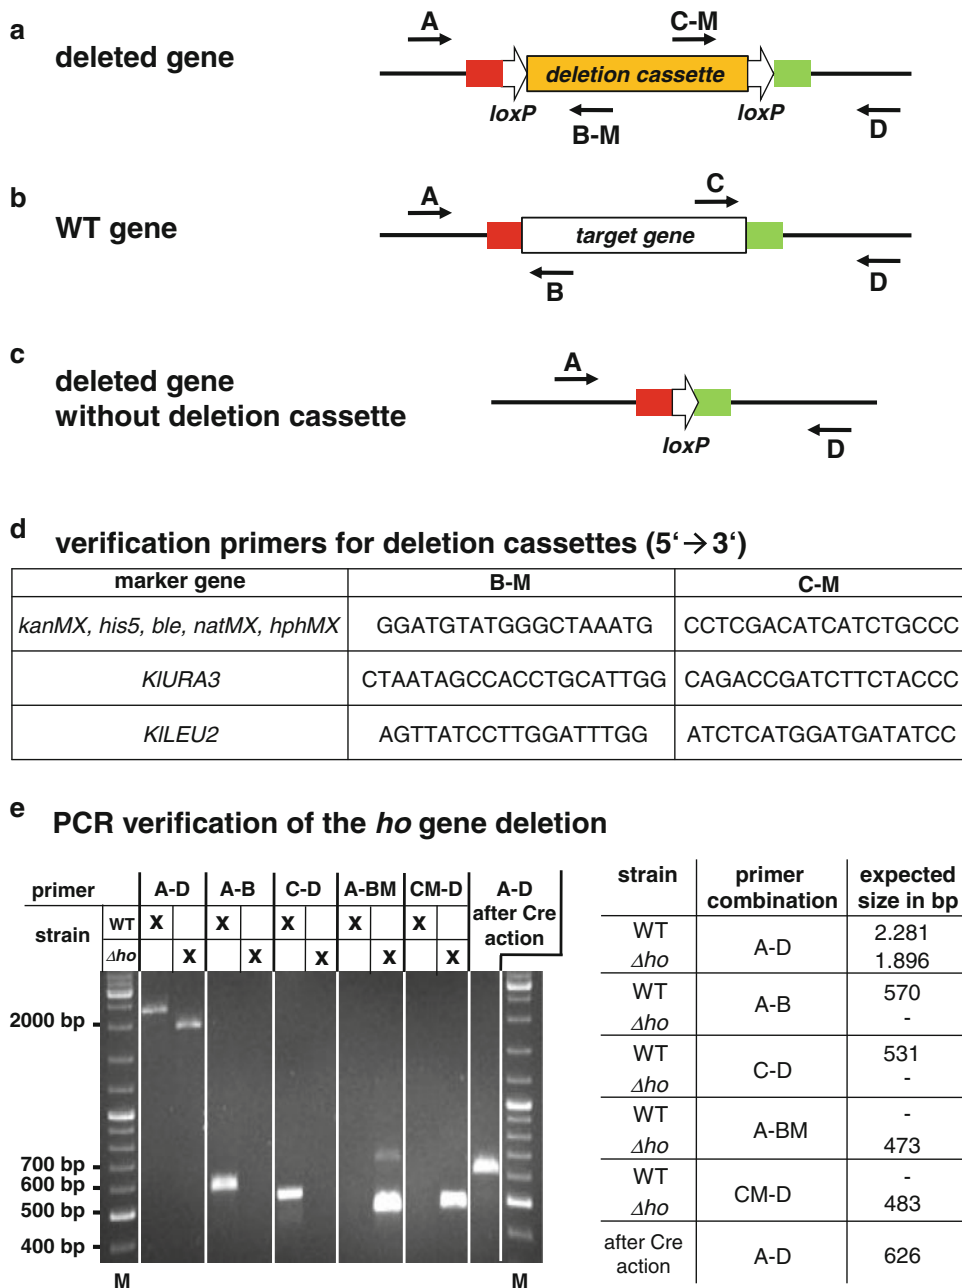 a
deleted gene
A
C-M
deletion cassette
loxP
loxP
B-M
D
b
WT gene
A
C
target gene
B
D
c
deleted gene
without deletion cassette
A
loxP
D
d
verification primers for deletion cassettes (5‘→3‘)
marker gene B-M C-M
kanMX, his5, ble, natMX, hphMX GGATGTATGGGCTAAATG CCTCGACATCATCTGCCC
KlURA3 CTAATAGCCACCTGCATTGG CAGACCGATCTTCTACCC
KlLEU2 AGTTATCCTTGGATTTGG ATCTCATGGATGATATCC
e
PCR verification of the ho gene deletion
primer A-D A-B C-D A-BM CM-D A-D after Cre action
strain WT x x x x x
Δho x x x x x
2000 bp
700 bp
600 bp
500 bp
400 bp
M M
strain primer combination expected size in bp
WT A-D 2.281
Δho 1.896
WT A-B 570
Δho -
WT C-D 531
Δho -
WT A-BM -
Δho 473
WT CM-D -
Δho 483
after Cre action A-D 626